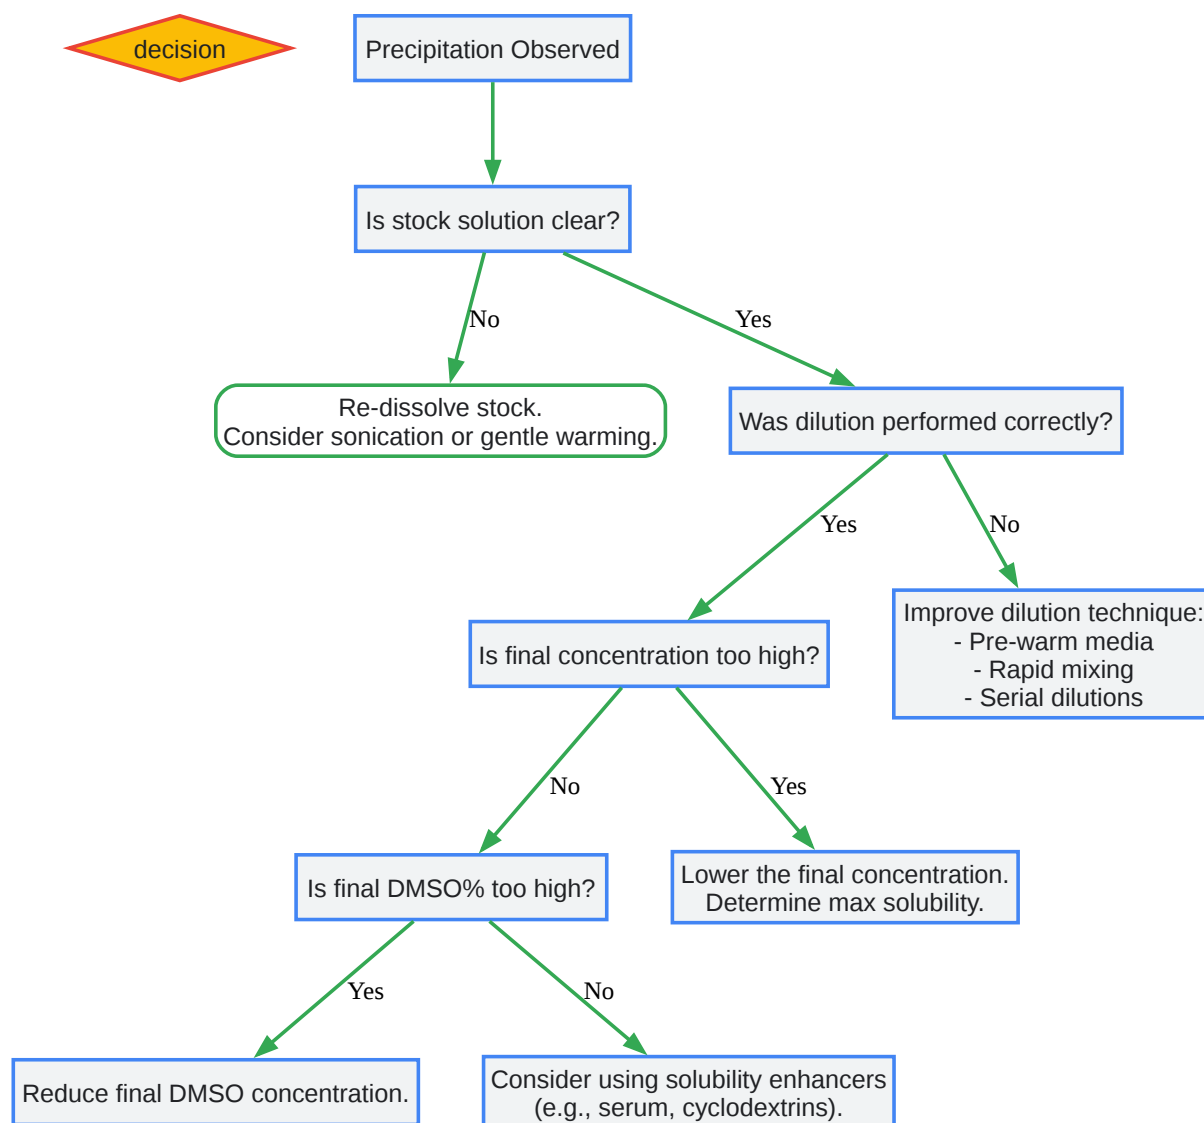 decision
Precipitation Observed
Is stock solution clear?
No
Yes
Re-dissolve stock.
Consider sonication or gentle warming.
Was dilution performed correctly?
Yes
No
Improve dilution technique:
- Pre-warm media
- Rapid mixing
- Serial dilutions
Is final concentration too high?
No
Yes
Is final DMSO% too high?
Lower the final concentration.
Determine max solubility.
Yes
No
Reduce final DMSO concentration.
Consider using solubility enhancers
(e.g., serum, cyclodextrins).